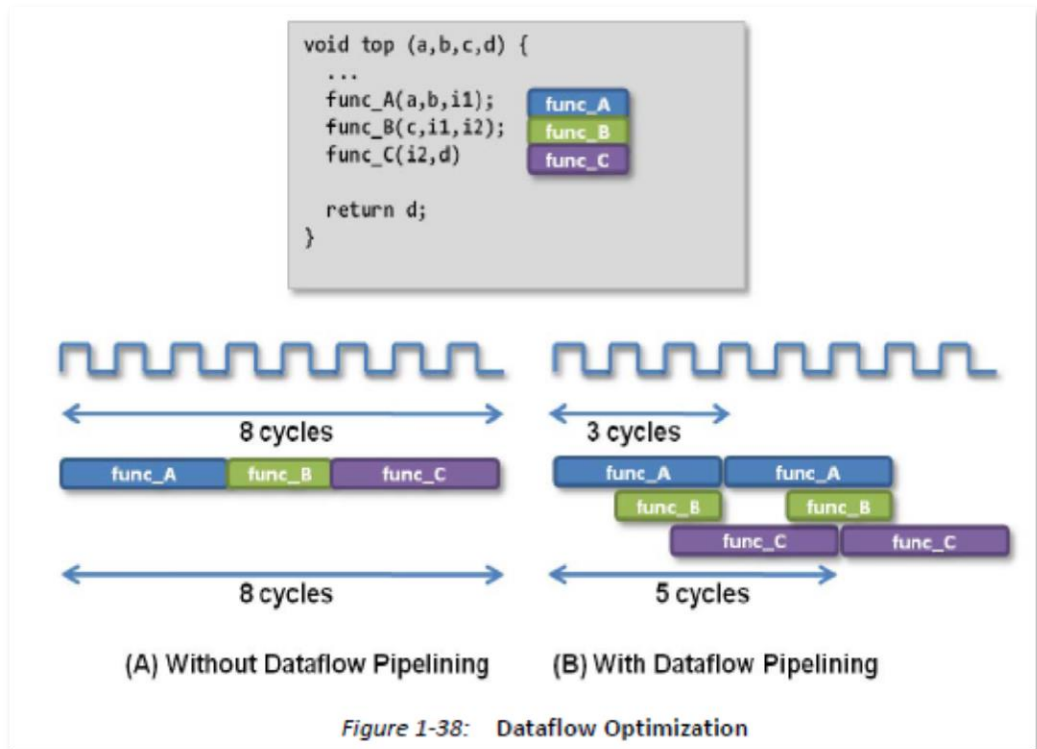 void top (a,b,c,d) {
...
func_A(a,b,i1); func_A
func_B(c,i1,i2); func_B
func_C(i2,d) func_C
return d;
}
8 cycles
func_A func_B func_C
8 cycles
(A) Without Dataflow Pipelining
3 cycles
func_A func_A
func_B func_B
func_C func_C
5 cycles
(B) With Dataflow Pipelining
Figure 1-38: Dataflow Optimization